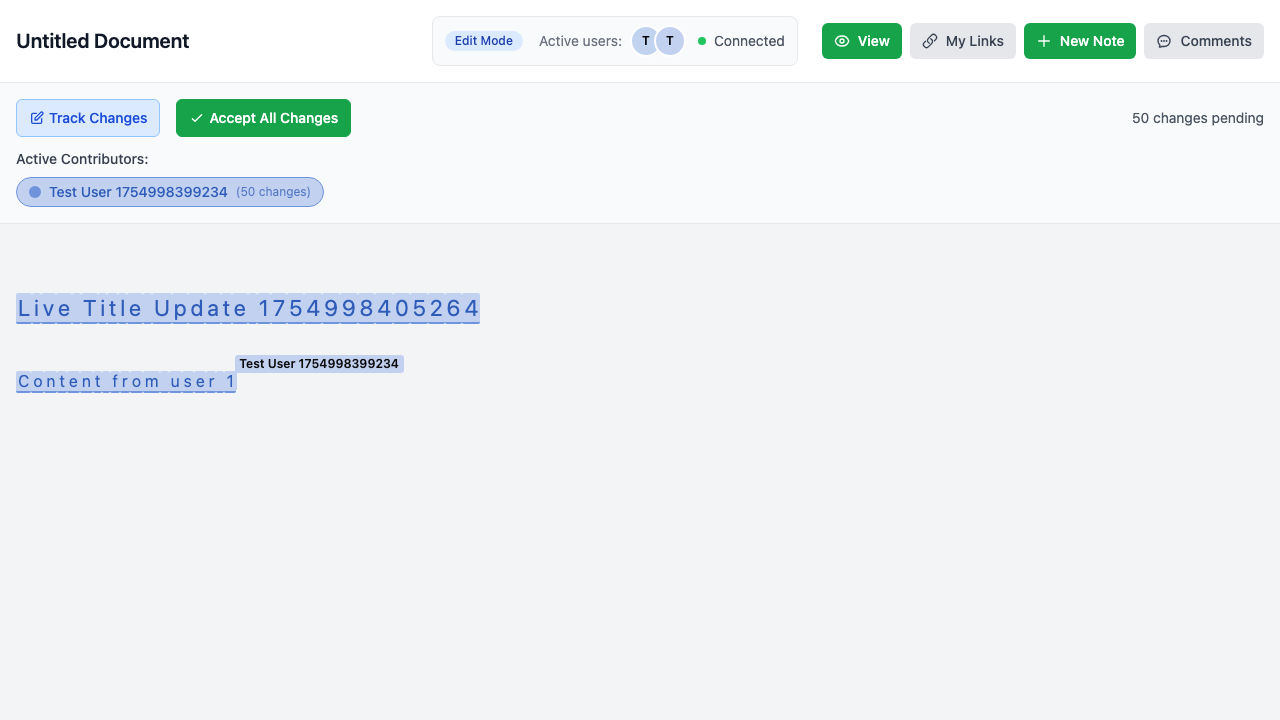 Untitled Document
Edit Mode Active users: T T Connected
View
My Links
New Note
Comments
Track Changes
Accept All Changes
50 changes pending
Active Contributors:
Test User 1754998399234 (50 changes)
Live Title Update 1754998405264
Test User 1754998399234
Content from user 1